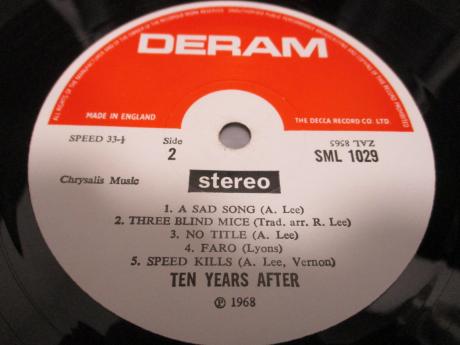 DERAM
MADE IN ENGLAND
THE DECCA RECORD CO. LTD.
SPEED 33-⅓
Side
2
ZAL 8565
SML 1029
Chrysalis Music
stereo
1. A SAD SONG (A. Lee)
2. THREE BLIND MICE (Trad. arr. R. Lee)
3. NO TITLE (A. Lee)
4. FARO (Lyons)
5. SPEED KILLS (A. Lee, Vernon)
TEN YEARS AFTER
Ⓟ 1968